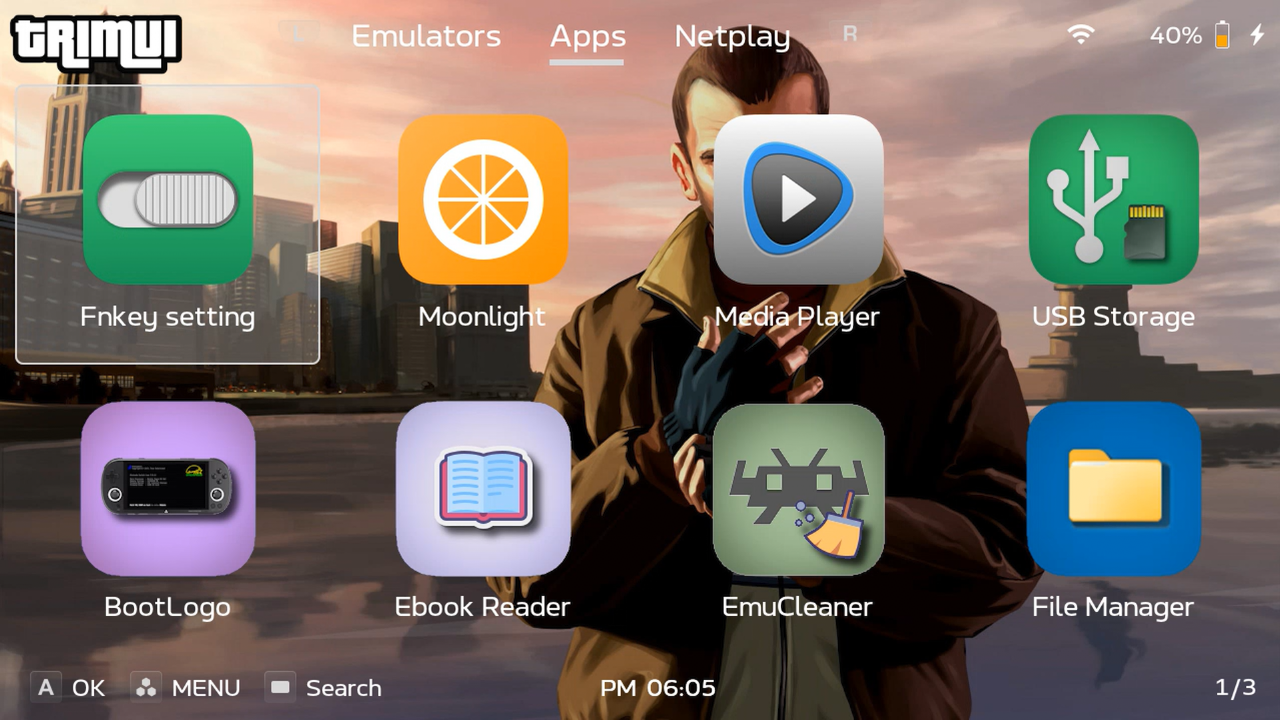 TRIMUI
L Emulators Apps Netplay R 40%
Fnkey setting Moonlight Media Player USB Storage
BootLogo Ebook Reader EmuCleaner File Manager
A OK MENU Search PM 06:05 1/3